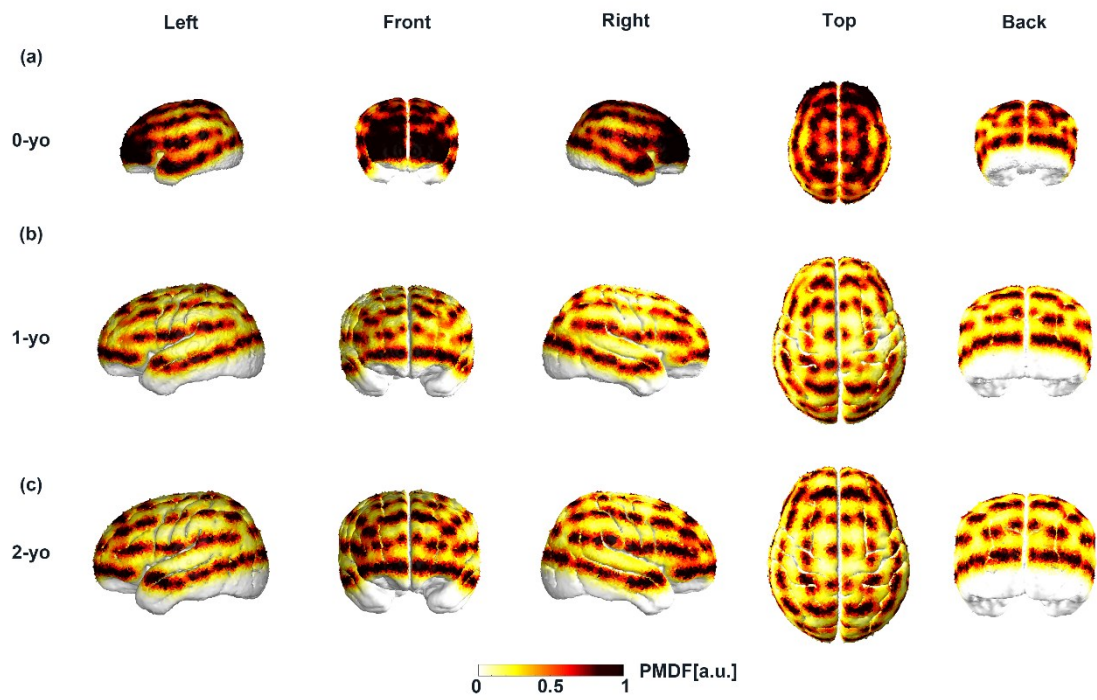 Left Front Right Top Back
(a)
0-yo
(b)
1-yo
(c)
2-yo
PMDF[a.u.]
0 0.5 1